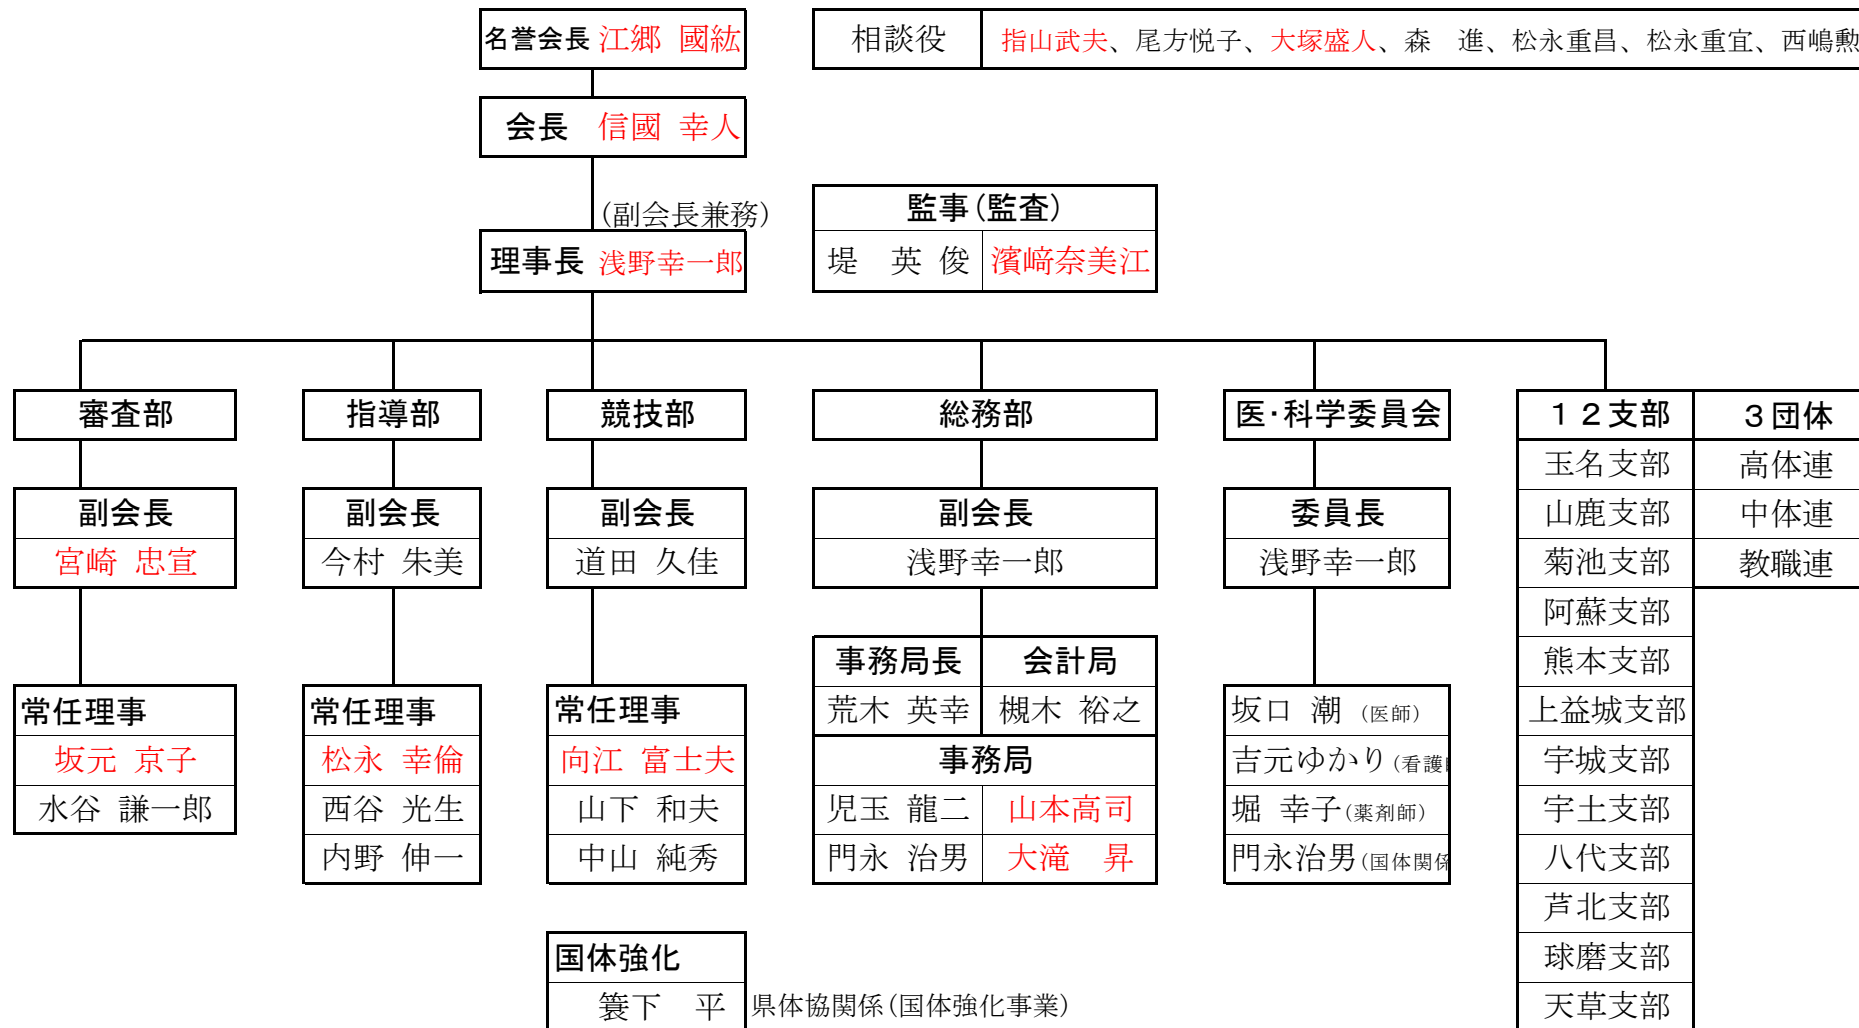 名誉会長 江郷 國紘
相談役 指山武夫、尾方悦子、大塚盛人、森 進、松永重昌、松永重宜、西嶋勲
会長 信國 幸人
(副会長兼務)
理事長 浅野幸一郎
監事(監査)
堤 英 俊 濱﨑奈美江
審査部
副会長
宮崎 忠宣
常任理事
坂元 京子
水谷 謙一郎
指導部
副会長
今村 朱美
常任理事
松永 幸倫
西谷 光生
内野 伸一
競技部
副会長
道田 久佳
常任理事
向江 富士夫
山下 和夫
中山 純秀
国体強化
簑下 平 県体協関係(国体強化事業)
総務部
副会長
浅野幸一郎
事務局長 会計局
荒木 英幸 槻木 裕之
事務局
児玉 龍二 山本高司
門永 治男 大滝 昇
医・科学委員会
委員長
浅野幸一郎
坂口 潮 (医師)
吉元ゆかり(看護
堀 幸子(薬剤師)
門永治男(国体関係
12支部 3団体
玉名支部 高体連
山鹿支部 中体連
菊池支部 教職連
阿蘇支部
熊本支部
上益城支部
宇城支部
宇土支部
八代支部
芦北支部
球磨支部
天草支部